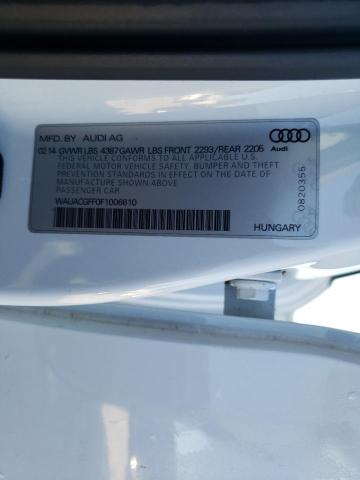 MFD. BY AUDI AG
02 14 GVWR LBS 4387 GAWR LBS FRONT 2293/REAR 2205
THIS VEHICLE CONFORMS TO ALL APPLICABLE U.S.
FEDERAL MOTOR VEHICLE SAFETY, BUMPER AND THEFT
PREVENTION STANDARDS IN EFFECT ON THE DATE OF
MANUFACTURE SHOWN ABOVE.
PASSENGER CAR
WAUACGFF0F1006610
Audi
HUNGARY
0820355